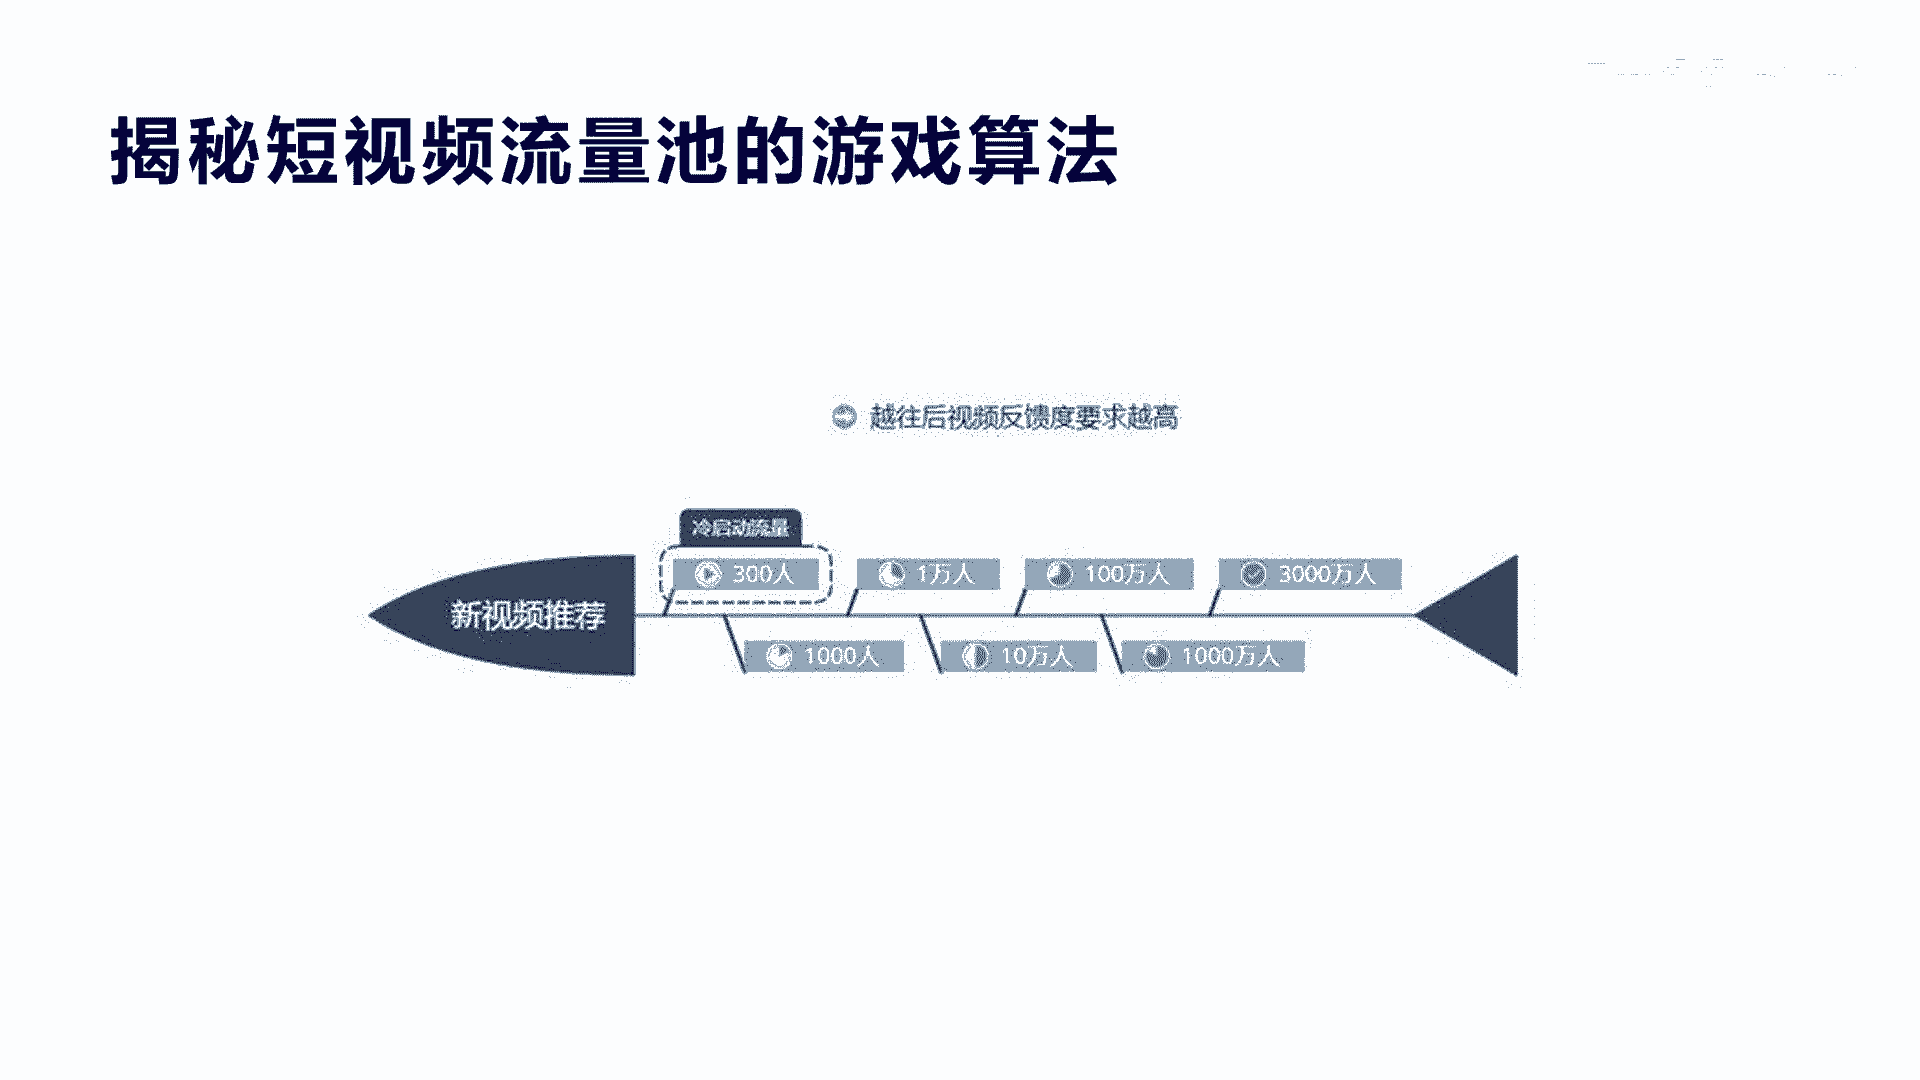 揭秘短视频流量池的游戏算法
越往后视频反馈度要求越高
冷启动流量
新视频推荐
300人
1000人
1万人
10万人
100万人
1000万人
3000万人